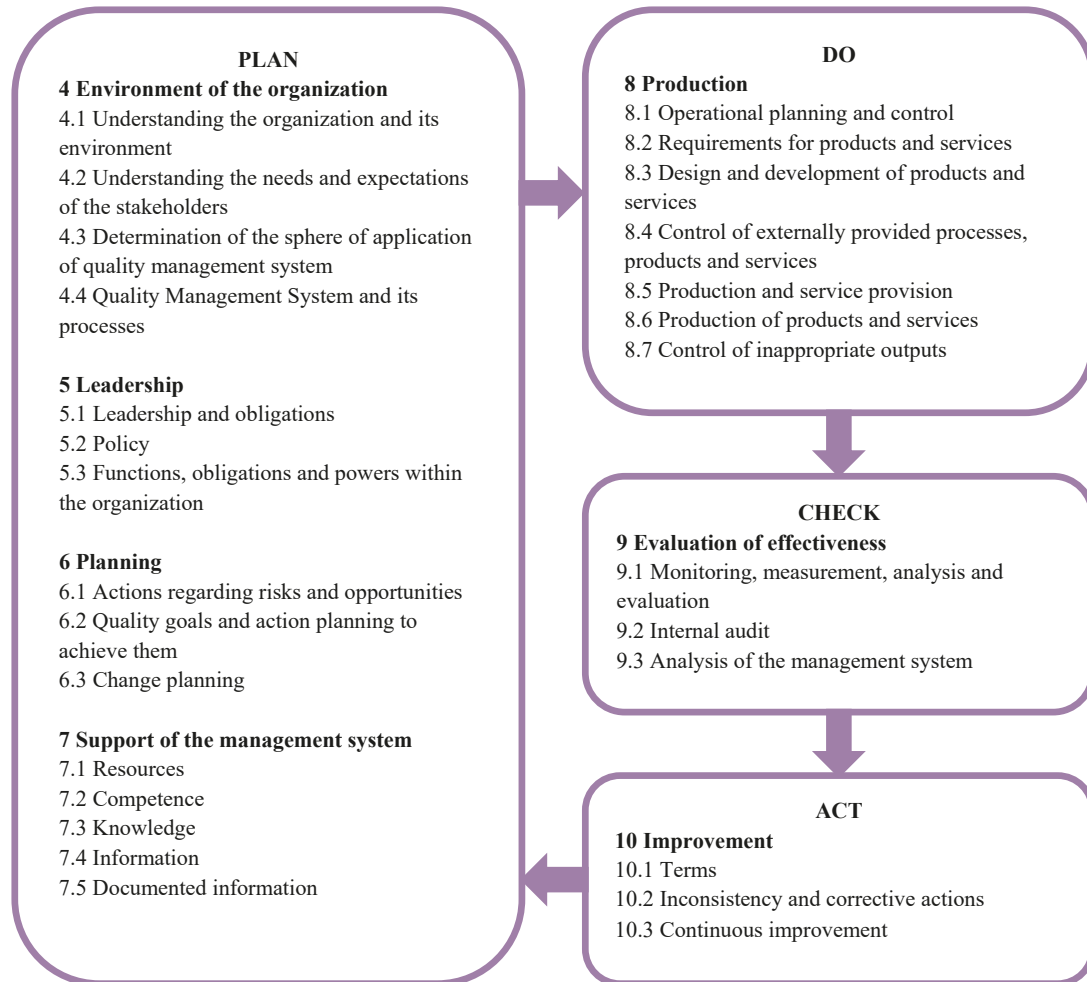 PLAN
4 Environment of the organization
4.1 Understanding the organization and its
environment
4.2 Understanding the needs and expectations
of the stakeholders
4.3 Determination of the sphere of application
of quality management system
4.4 Quality Management System and its
processes
5 Leadership
5.1 Leadership and obligations
5.2 Policy
5.3 Functions, obligations and powers within
the organization
6 Planning
6.1 Actions regarding risks and opportunities
6.2 Quality goals and action planning to
achieve them
6.3 Change planning
7 Support of the management system
7.1 Resources
7.2 Competence
7.3 Knowledge
7.4 Information
7.5 Documented information
DO
8 Production
8.1 Operational planning and control
8.2 Requirements for products and services
8.3 Design and development of products and
services
8.4 Control of externally provided processes,
products and services
8.5 Production and service provision
8.6 Production of products and services
8.7 Control of inappropriate outputs
CHECK
9 Evaluation of effectiveness
9.1 Monitoring, measurement, analysis and
evaluation
9.2 Internal audit
9.3 Analysis of the management system
ACT
10 Improvement
10.1 Terms
10.2 Inconsistency and corrective actions
10.3 Continuous improvement